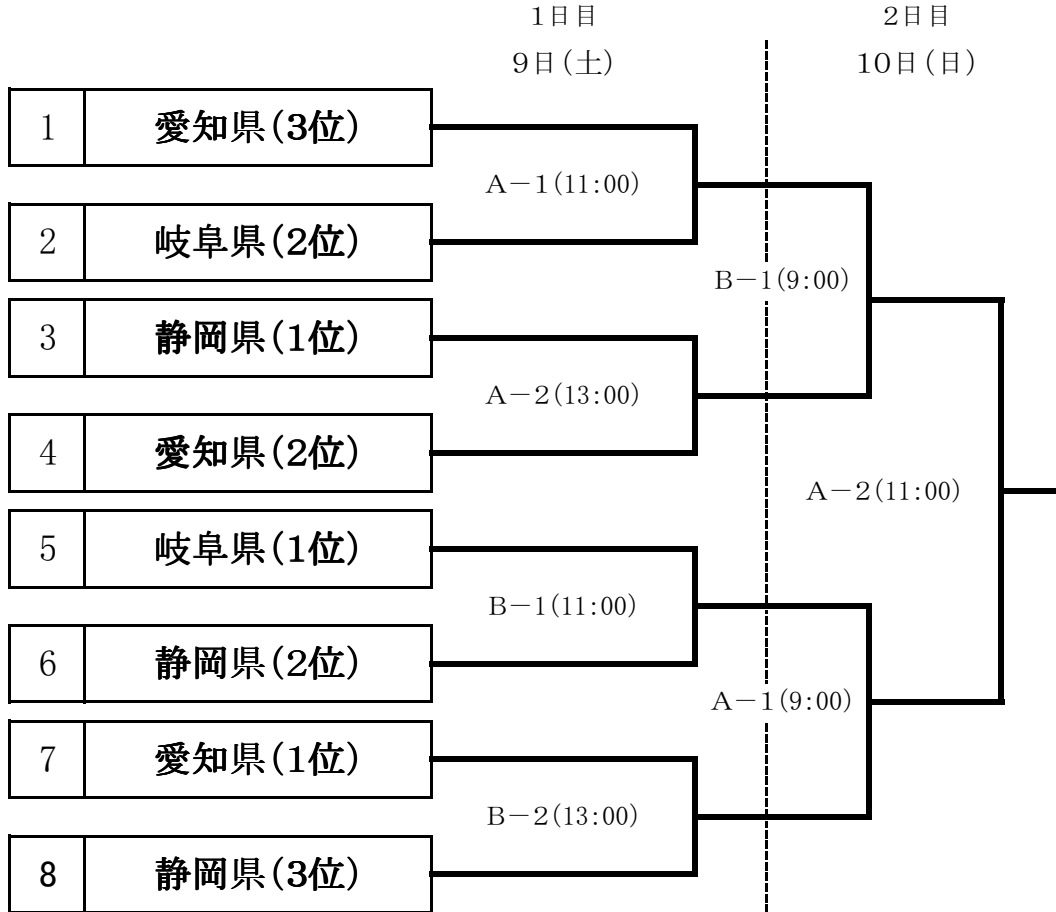 1日目
2日目
9日(土)
10日(日)
1 愛知県(3位)
A-1(11:00)
2 岐阜県(2位)
B-1(9:00)
3 静岡県(1位)
A-2(13:00)
4 愛知県(2位)
A-2(11:00)
5 岐阜県(1位)
B-1(11:00)
6 静岡県(2位)
A-1(9:00)
7 愛知県(1位)
B-2(13:00)
8 静岡県(3位)